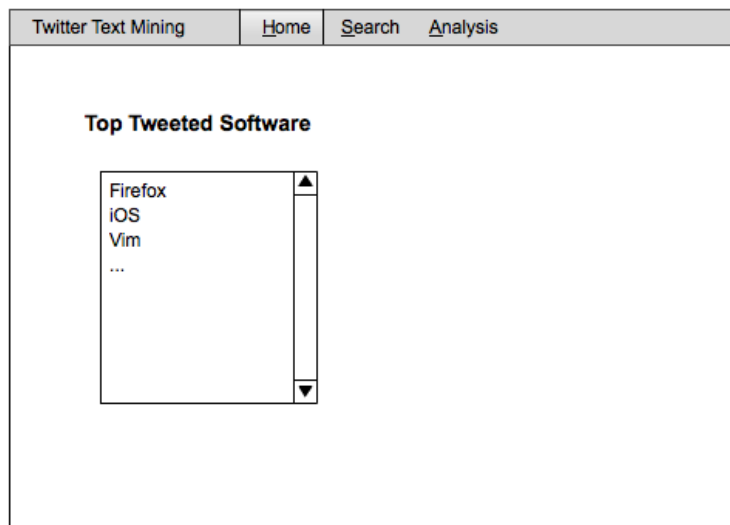 Twitter Text Mining Home Search Analysis
Top Tweeted Software
Firefox
iOS
Vim
...